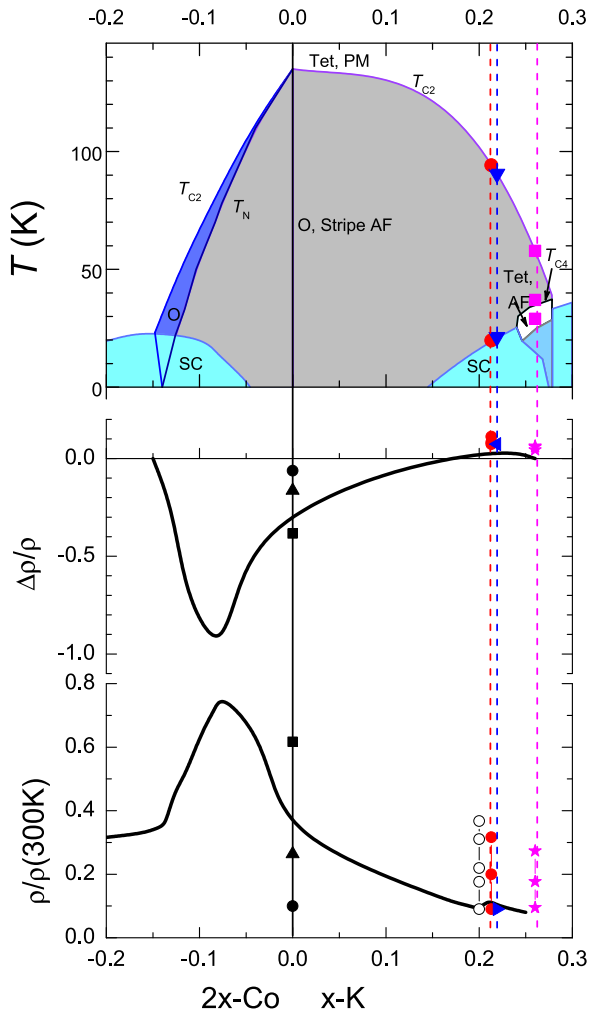 -0.2 -0.1 0.0 0.1 0.2 0.3
Tet, PM
T_C2
100
T_C2
T_N
O, Stripe AF
T (K)
T_C4
50
Tet,
AF
O
SC
SC
0
0.0
-0.5
Δρ/ρ
-1.0
0.8
0.6
0.4
ρ/ρ(300K)
0.2
0.0
-0.2 -0.1 0.0 0.1 0.2 0.3
2x-Co x-K